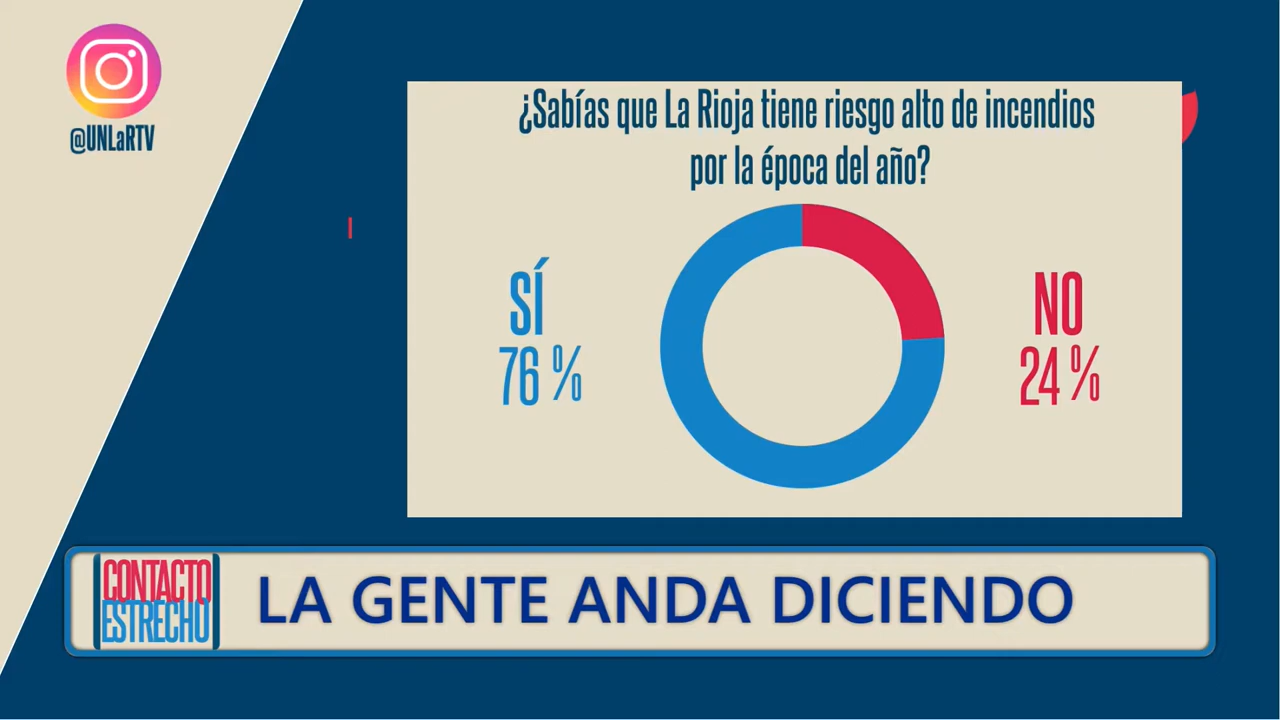 @UNLaRTV
¿Sabías que La Rioja tiene riesgo alto de incendios
por la época del año?
SÍ
76 %
NO
24 %
CONTACTO
ESTRECHO
LA GENTE ANDA DICIENDO